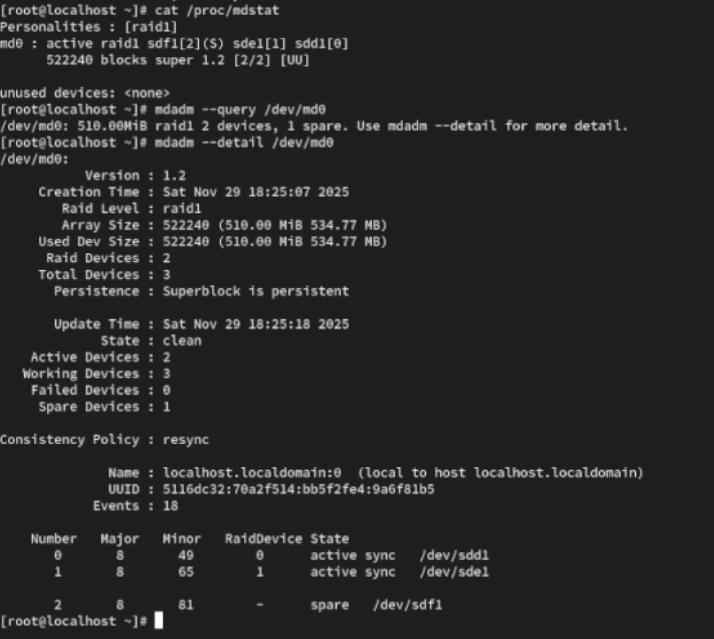 [root@localhost ~]# cat /proc/mdstat
Personalities : [raid1]
md0 : active raid1 sdf1[2](S) sde1[1] sdd1[0]
      522240 blocks super 1.2 [2/2] [UU]

unused devices: <none>
[root@localhost ~]# mdadm --query /dev/md0
/dev/md0: 510.00MiB raid1 2 devices, 1 spare. Use mdadm --detail for more detail.
[root@localhost ~]# mdadm --detail /dev/md0
/dev/md0:
           Version : 1.2
     Creation Time : Sat Nov 29 18:25:07 2025
        Raid Level : raid1
        Array Size : 522240 (510.00 MiB 534.77 MB)
     Used Dev Size : 522240 (510.00 MiB 534.77 MB)
      Raid Devices : 2
     Total Devices : 3
       Persistence : Superblock is persistent

       Update Time : Sat Nov 29 18:25:18 2025
             State : clean
    Active Devices : 2
   Working Devices : 3
    Failed Devices : 0
     Spare Devices : 1

Consistency Policy : resync

              Name : localhost.localdomain:0  (local to host localhost.localdomain)
              UUID : 5116dc32:70a2f514:bb5f2fe4:9a6f81b5
            Events : 18

    Number   Major   Minor   RaidDevice State
       0       8       49        0      active sync   /dev/sdd1
       1       8       65        1      active sync   /dev/sde1

       2       8       81        -      spare   /dev/sdf1
[root@localhost ~]#